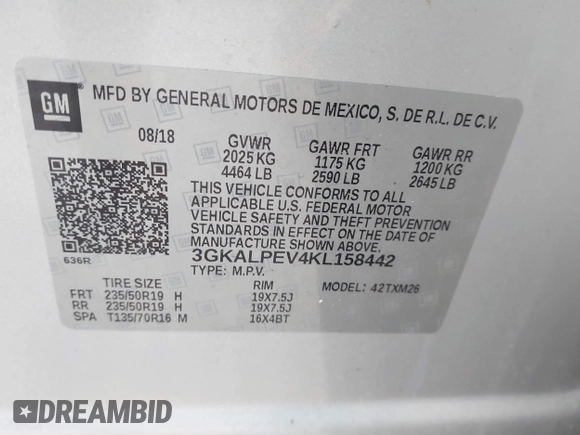 GM
MFD BY GENERAL MOTORS DE MEXICO, S. DE R.L. DE C.V.
08/18 GVWR GAWR FRT GAWR RR
2025 KG 1175 KG 1200 KG
4464 LB 2590 LB 2645 LB
THIS VEHICLE CONFORMS TO ALL
APPLICABLE U.S. FEDERAL MOTOR
VEHICLE SAFETY AND THEFT PREVENTION
STANDARDS IN EFFECT ON THE DATE OF
MANUFACTURE SHOWN ABOVE.
636R
3GKALPEV4KL158442
TYPE: M.P.V.
TIRE SIZE RIM MODEL: 42TXM26
FRT 235/50R19 H 19X7.5J
RR 235/50R19 H 19X7.5J
SPA T135/70R16 M 16X4BT
DREAMBID